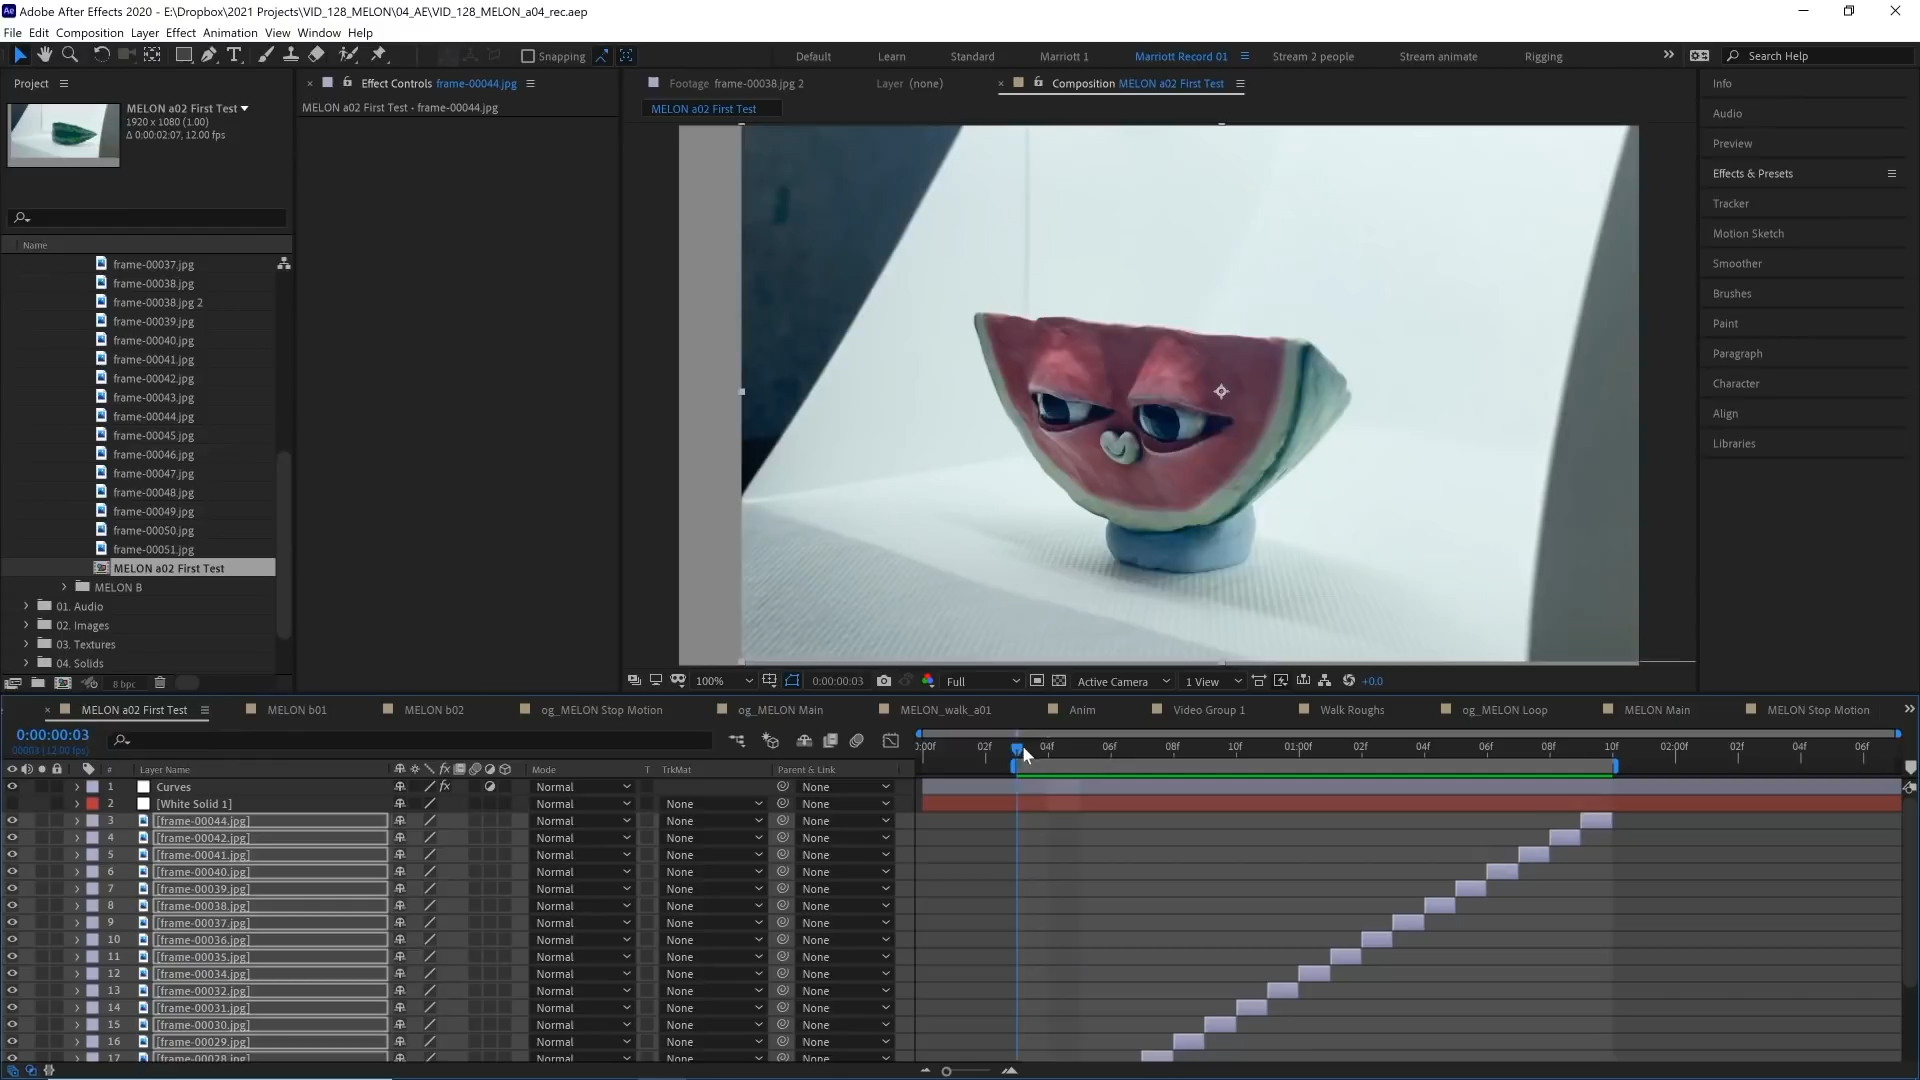 Adobe After Effects 2020 - E:\Dropbox\2021 Projects\VID_128_MELON\04_AE\VID_128_MELON_a04_rec.aep
File Edit Composition Layer Effect Animation View Window Help
Snapping
Default Learn Standard Marriott 1 Marriott Record 01 Stream 2 people Stream animate Rigging
Search Help
Project
MELON a02 First Test
1920 x 1080 (1.00)
Δ 0:00:02:07, 12.00 fps
Name
frame-00037.jpg
frame-00038.jpg
frame-00038.jpg 2
frame-00039.jpg
frame-00040.jpg
frame-00041.jpg
frame-00042.jpg
frame-00043.jpg
frame-00044.jpg
frame-00045.jpg
frame-00046.jpg
frame-00047.jpg
frame-00048.jpg
frame-00049.jpg
frame-00050.jpg
frame-00051.jpg
MELON a02 First Test
MELON B
01. Audio
02. Images
03. Textures
04. Solids
8 bpc
Effect Controls frame-00044.jpg
MELON a02 First Test - frame-00044.jpg
Footage frame-00038.jpg 2
Layer (none)
Composition MELON a02 First Test
MELON a02 First Test
100% 0:00:00:03 Full Active Camera 1 View +0.0
Info
Audio
Preview
Effects & Presets
Tracker
Motion Sketch
Smoother
Brushes
Paint
Paragraph
Character
Align
Libraries
MELON a02 First Test MELON b01 MELON b02 og_MELON Stop Motion og_MELON Main MELON_walk_a01 Anim Video Group 1 Walk Roughs og_MELON Loop MELON Main MELON Stop Motion
0:00:00:03
00003 (12.00 fps)
0:00f 02f 04f 06f 08f 10f 01:00f 02f 04f 06f 08f 10f 02:00f 02f 04f 06f
# Layer Name fx Mode T TrkMat Parent & Link
1 Curves fx Normal None
2 [White Solid 1] Normal None None
3 [frame-00044.jpg] Normal None None
4 [frame-00042.jpg] Normal None None
5 [frame-00041.jpg] Normal None None
6 [frame-00040.jpg] Normal None None
7 [frame-00039.jpg] Normal None None
8 [frame-00038.jpg] Normal None None
9 [frame-00037.jpg] Normal None None
10 [frame-00036.jpg] Normal None None
11 [frame-00035.jpg] Normal None None
12 [frame-00034.jpg] Normal None None
13 [frame-00032.jpg] Normal None None
14 [frame-00031.jpg] Normal None None
15 [frame-00030.jpg] Normal None None
16 [frame-00029.jpg] Normal None None
17 [frame-00028.jpg] Normal None None